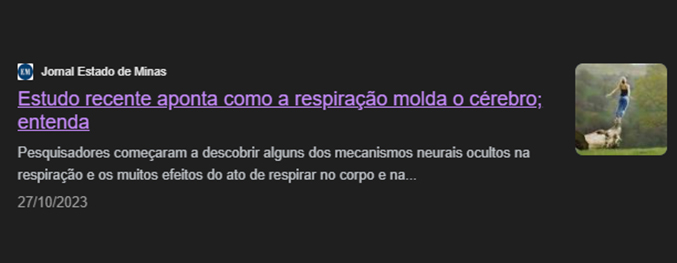 EM Jornal Estado de Minas
Estudo recente aponta como a respiração molda o cérebro;
entenda
Pesquisadores começaram a descobrir alguns dos mecanismos neurais ocultos na
respiração e os muitos efeitos do ato de respirar no corpo e na...
27/10/2023